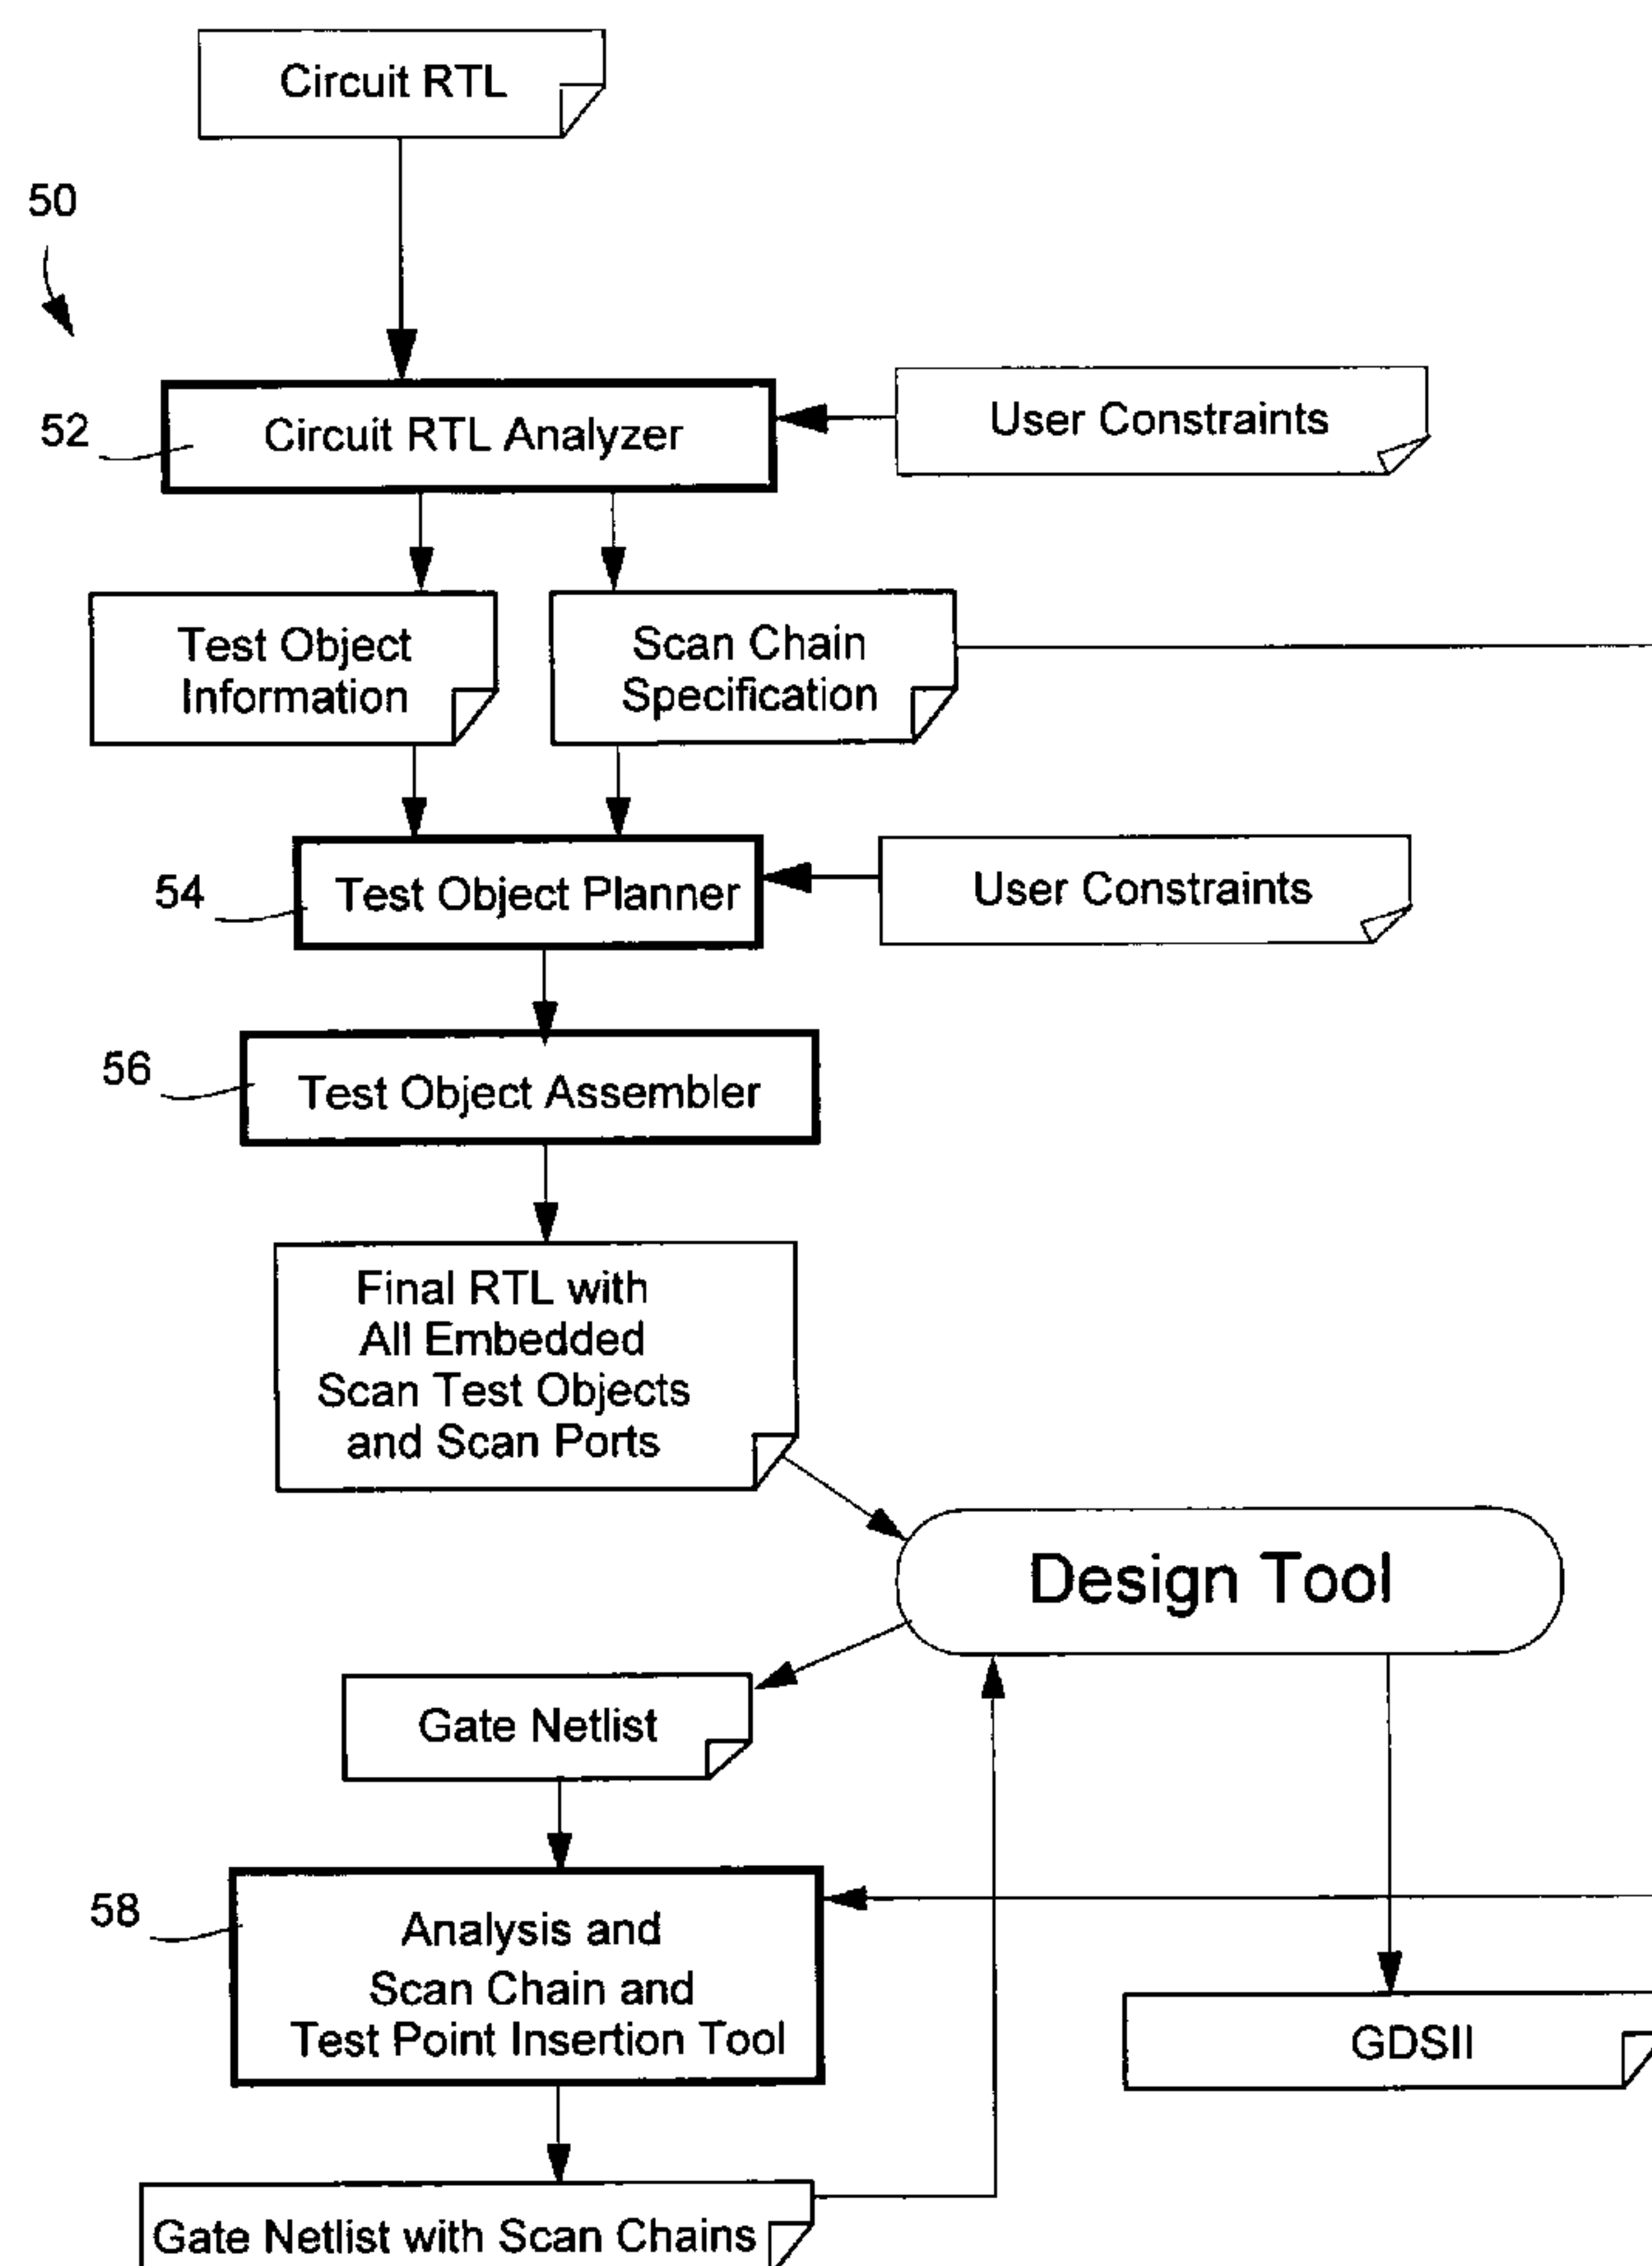 Circuit RTL
50
52
Circuit RTL Analyzer
User Constraints
Test Object
Information
Scan Chain
Specification
54
Test Object Planner
User Constraints
56
Test Object Assembler
Final RTL with
All Embedded
Scan Test Objects
and Scan Ports
Design Tool
Gate Netlist
58
Analysis and
Scan Chain and
Test Point Insertion Tool
GDSII
Gate Netlist with Scan Chains